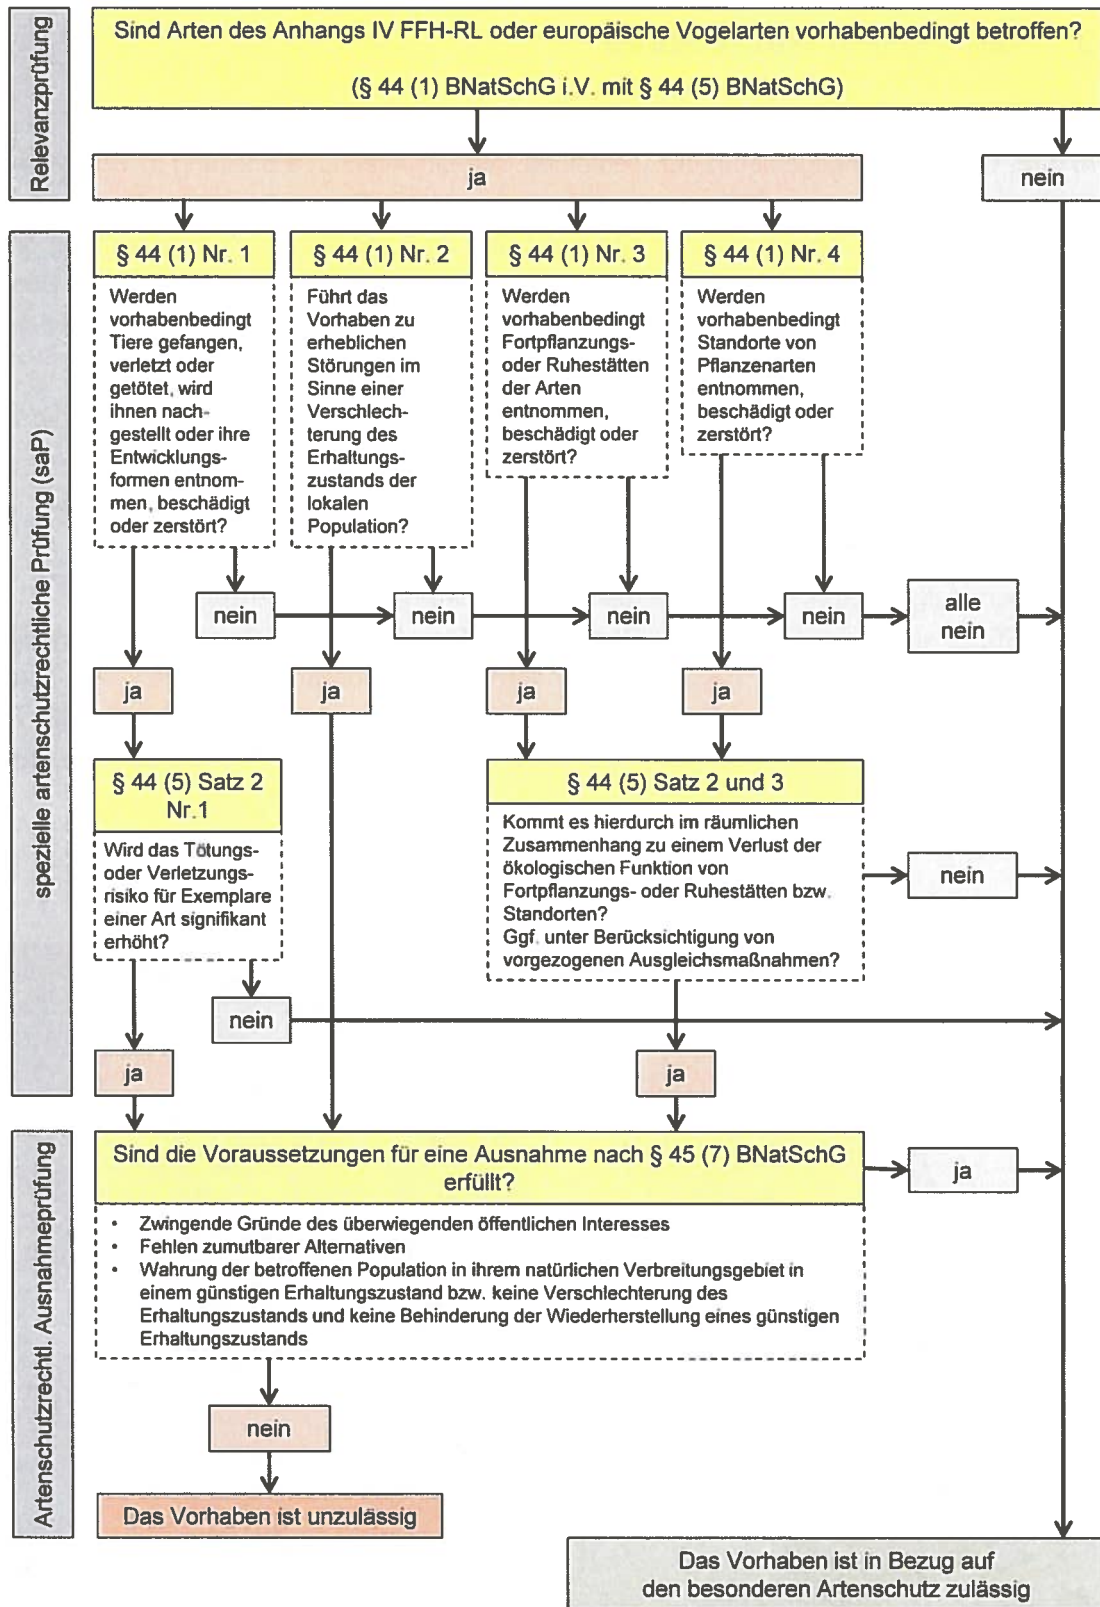 Relevanzprüfung
Sind Arten des Anhangs IV FFH-RL oder europäische Vogelarten vorhabenbedingt betroffen?
(§ 44 (1) BNatSchG i.V. mit § 44 (5) BNatSchG)
ja
nein
spezielle artenschutzrechtliche Prüfung (saP)
§ 44 (1) Nr. 1
Werden
vorhabenbedingt
Tiere gefangen,
verletzt oder
getötet, wird
ihnen nach-
gestellt oder ihre
Entwicklungs-
formen entnom-
men, beschädigt
oder zerstört?
§ 44 (1) Nr. 2
Führt das
Vorhaben zu
erheblichen
Störungen im
Sinne einer
Verschlech-
terung des
Erhaltungs-
zustands der
lokalen
Population?
§ 44 (1) Nr. 3
Werden
vorhabenbedingt
Fortpflanzungs-
oder Ruhestätten
der Arten
entnommen,
beschädigt oder
zerstört?
§ 44 (1) Nr. 4
Werden
vorhabenbedingt
Standorte von
Pflanzenarten
entnommen,
beschädigt oder
zerstört?
nein
nein
nein
nein
alle
nein
ja
ja
ja
ja
§ 44 (5) Satz 2
Nr.1
Wird das Tötungs-
oder Verletzungs-
risiko für Exemplare
einer Art signifikant
erhöht?
§ 44 (5) Satz 2 und 3
Kommt es hierdurch im räumlichen
Zusammenhang zu einem Verlust der
ökologischen Funktion von
Fortpflanzungs- oder Ruhestätten bzw.
Standorten?
Ggf. unter Berücksichtigung von
vorgezogenen Ausgleichsmaßnahmen?
nein
nein
ja
ja
Artenschutzrechtl. Ausnahmeprüfung
Sind die Voraussetzungen für eine Ausnahme nach § 45 (7) BNatSchG
erfüllt?
• Zwingende Gründe des überwiegenden öffentlichen Interesses
• Fehlen zumutbarer Alternativen
• Wahrung der betroffenen Population in ihrem natürlichen Verbreitungsgebiet in
einem günstigen Erhaltungszustand bzw. keine Verschlechterung des
Erhaltungszustands und keine Behinderung der Wiederherstellung eines günstigen
Erhaltungszustands
ja
nein
Das Vorhaben ist unzulässig
Das Vorhaben ist in Bezug auf
den besonderen Artenschutz zulässig